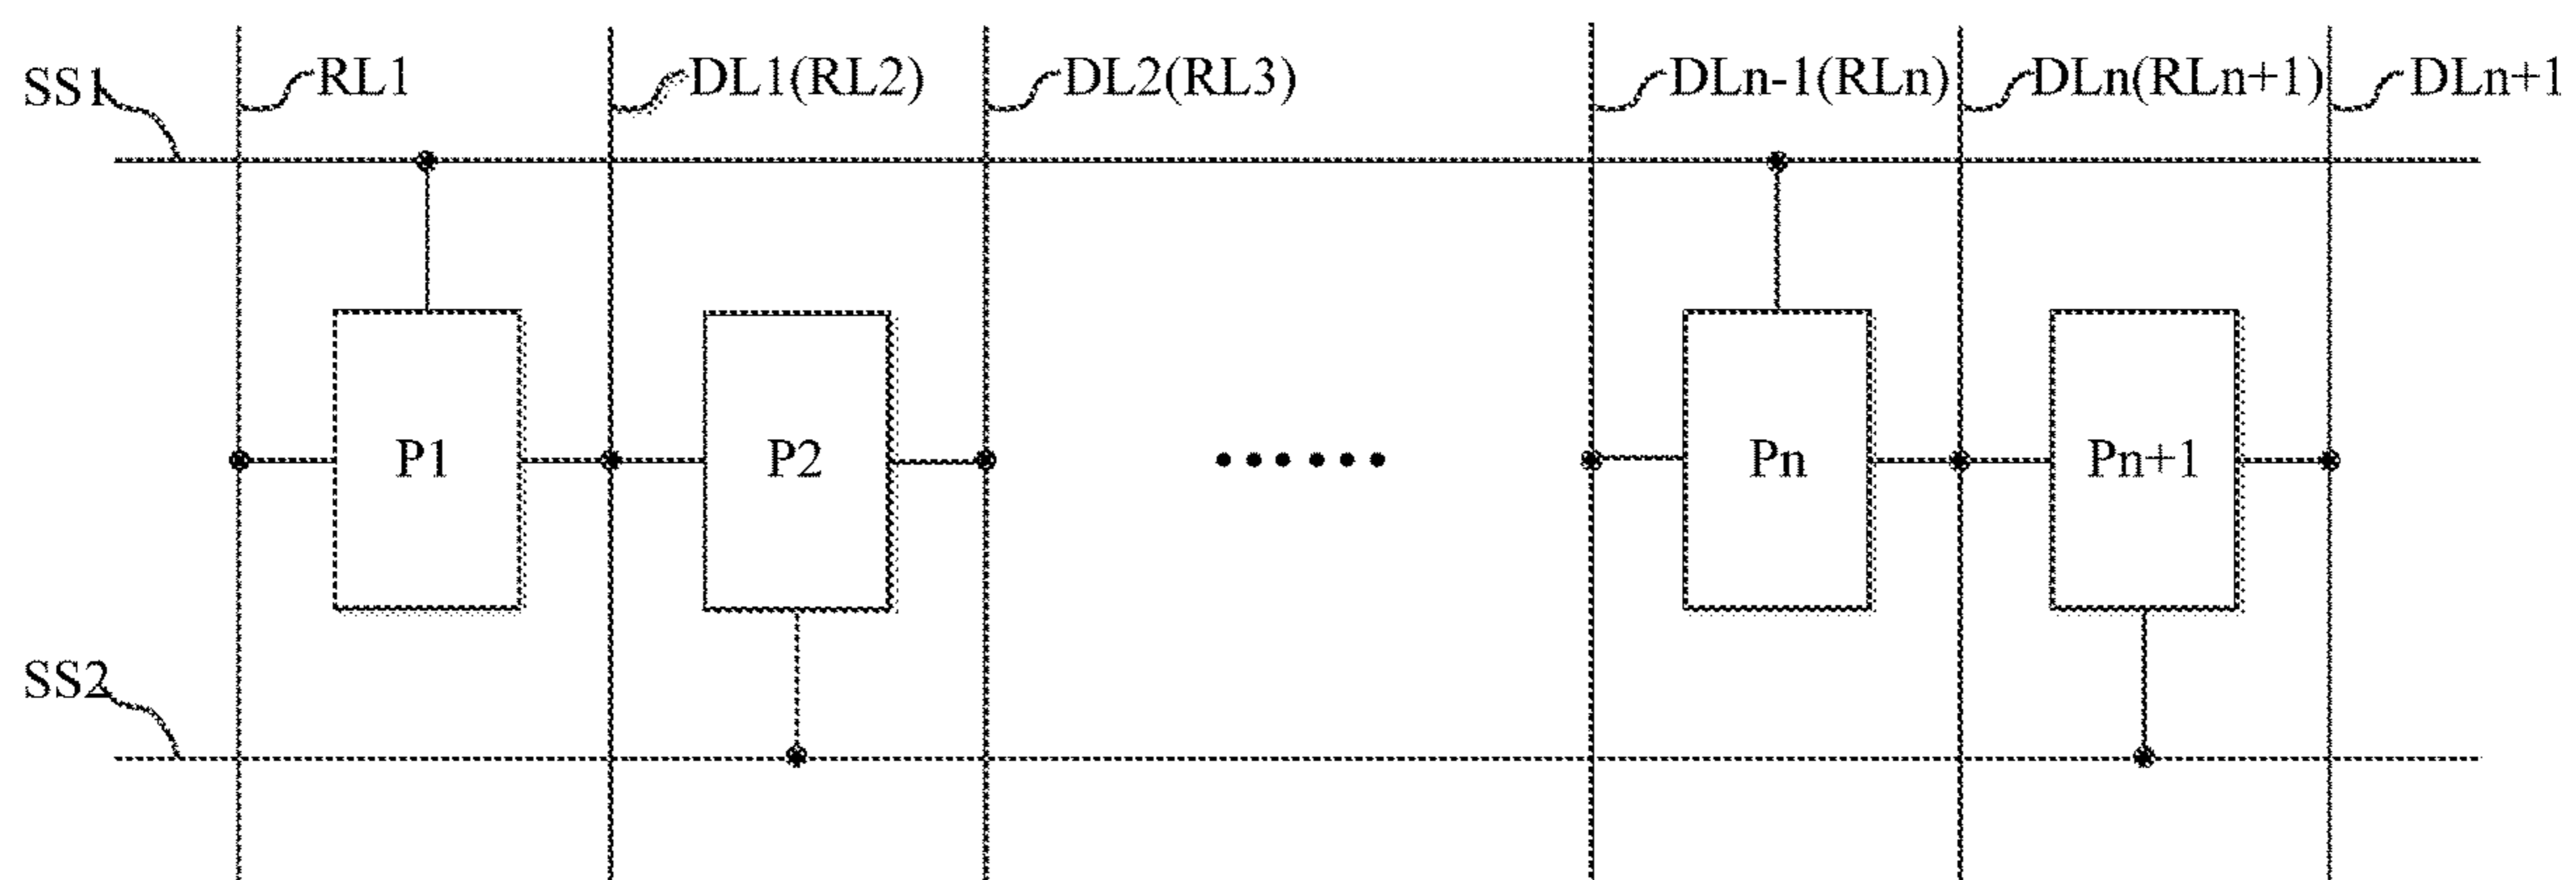 SS1 RL1 DL1(RL2) DL2(RL3) DLn-1(RLn) DLn(RLn+1) DLn+1
P1 P2 Pn Pn+1
SS2